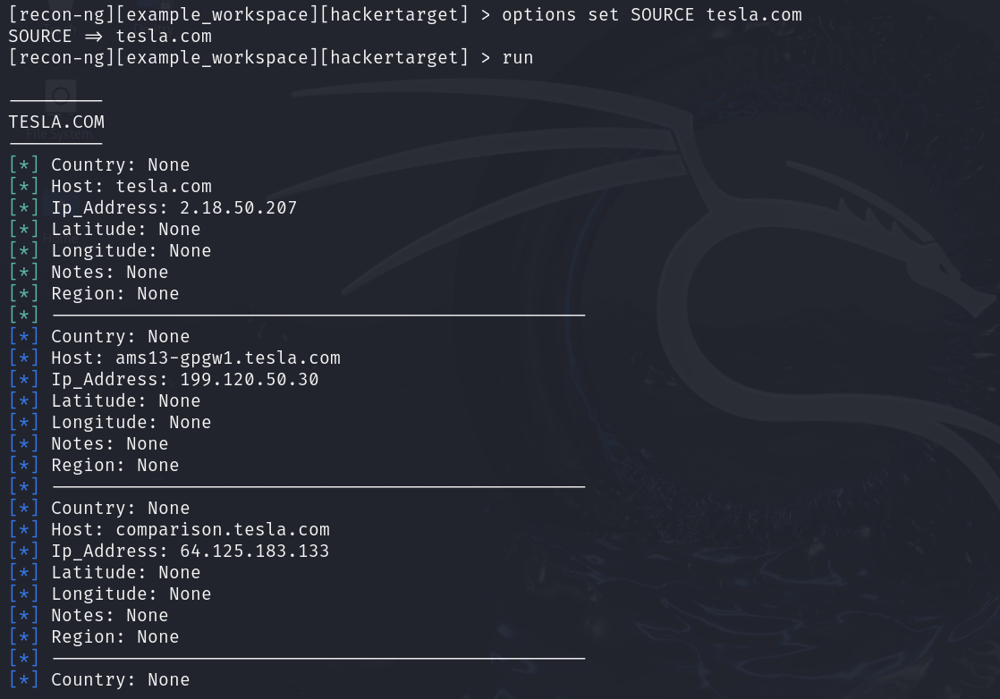 [recon-ng][example_workspace][hackertarget] > options set SOURCE tesla.com
SOURCE ⇒ tesla.com
[recon-ng][example_workspace][hackertarget] > run
---------
TESLA.COM
---------
[*] Country: None
[*] Host: tesla.com
[*] Ip_Address: 2.18.50.207
[*] Latitude: None
[*] Longitude: None
[*] Notes: None
[*] Region: None
[*] --------------------------------------------------
[*] Country: None
[*] Host: ams13-gpgw1.tesla.com
[*] Ip_Address: 199.120.50.30
[*] Latitude: None
[*] Longitude: None
[*] Notes: None
[*] Region: None
[*] --------------------------------------------------
[*] Country: None
[*] Host: comparison.tesla.com
[*] Ip_Address: 64.125.183.133
[*] Latitude: None
[*] Longitude: None
[*] Notes: None
[*] Region: None
[*] --------------------------------------------------
[*] Country: None
File System
Home